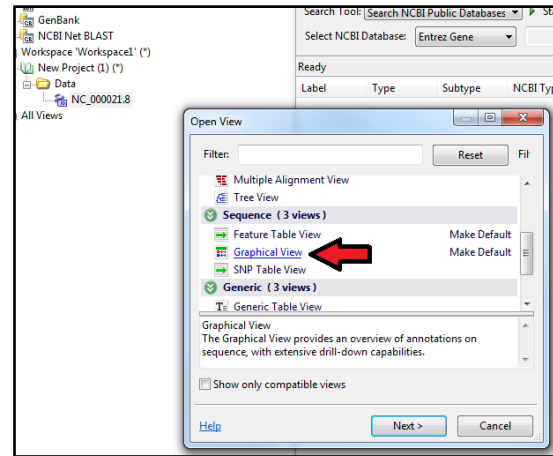 GenBank
NCBI Net BLAST
Workspace 'Workspace1' (*)
New Project (1) (*)
Data
NC_000021.8
All Views
Search Tool: Search NCBI Public Databases
Select NCBI Database: Entrez Gene
Ready
Label Type Subtype NCBI
Open View
Filter: Reset
Multiple Alignment View
Tree View
Sequence ( 3 views )
Feature Table View Make Default
Graphical View Make Default
SNP Table View
Generic ( 3 views )
Generic Table View
Graphical View
The Graphical View provides an overview of annotations on
sequence, with extensive drill-down capabilities.
Show only compatible views
Help Next > Cancel